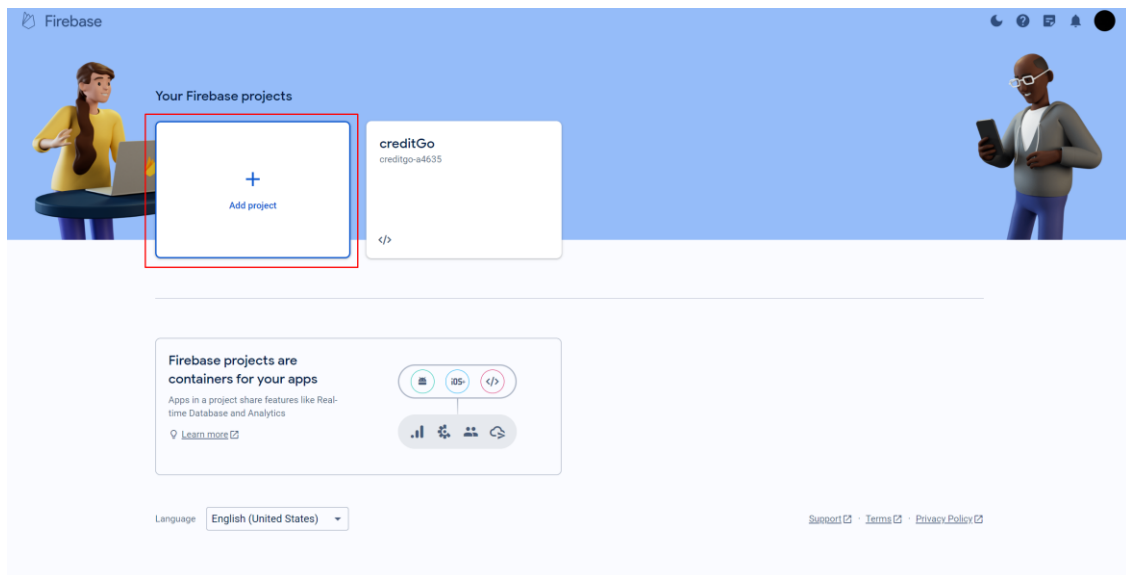 Firebase
Your Firebase projects
+
Add project
creditGo
creditgo-a4635
</>
Firebase projects are
containers for your apps
Apps in a project share features like Real-
time Database and Analytics
Learn more
iOS+
</>
Language
English (United States)
Support · Terms · Privacy Policy